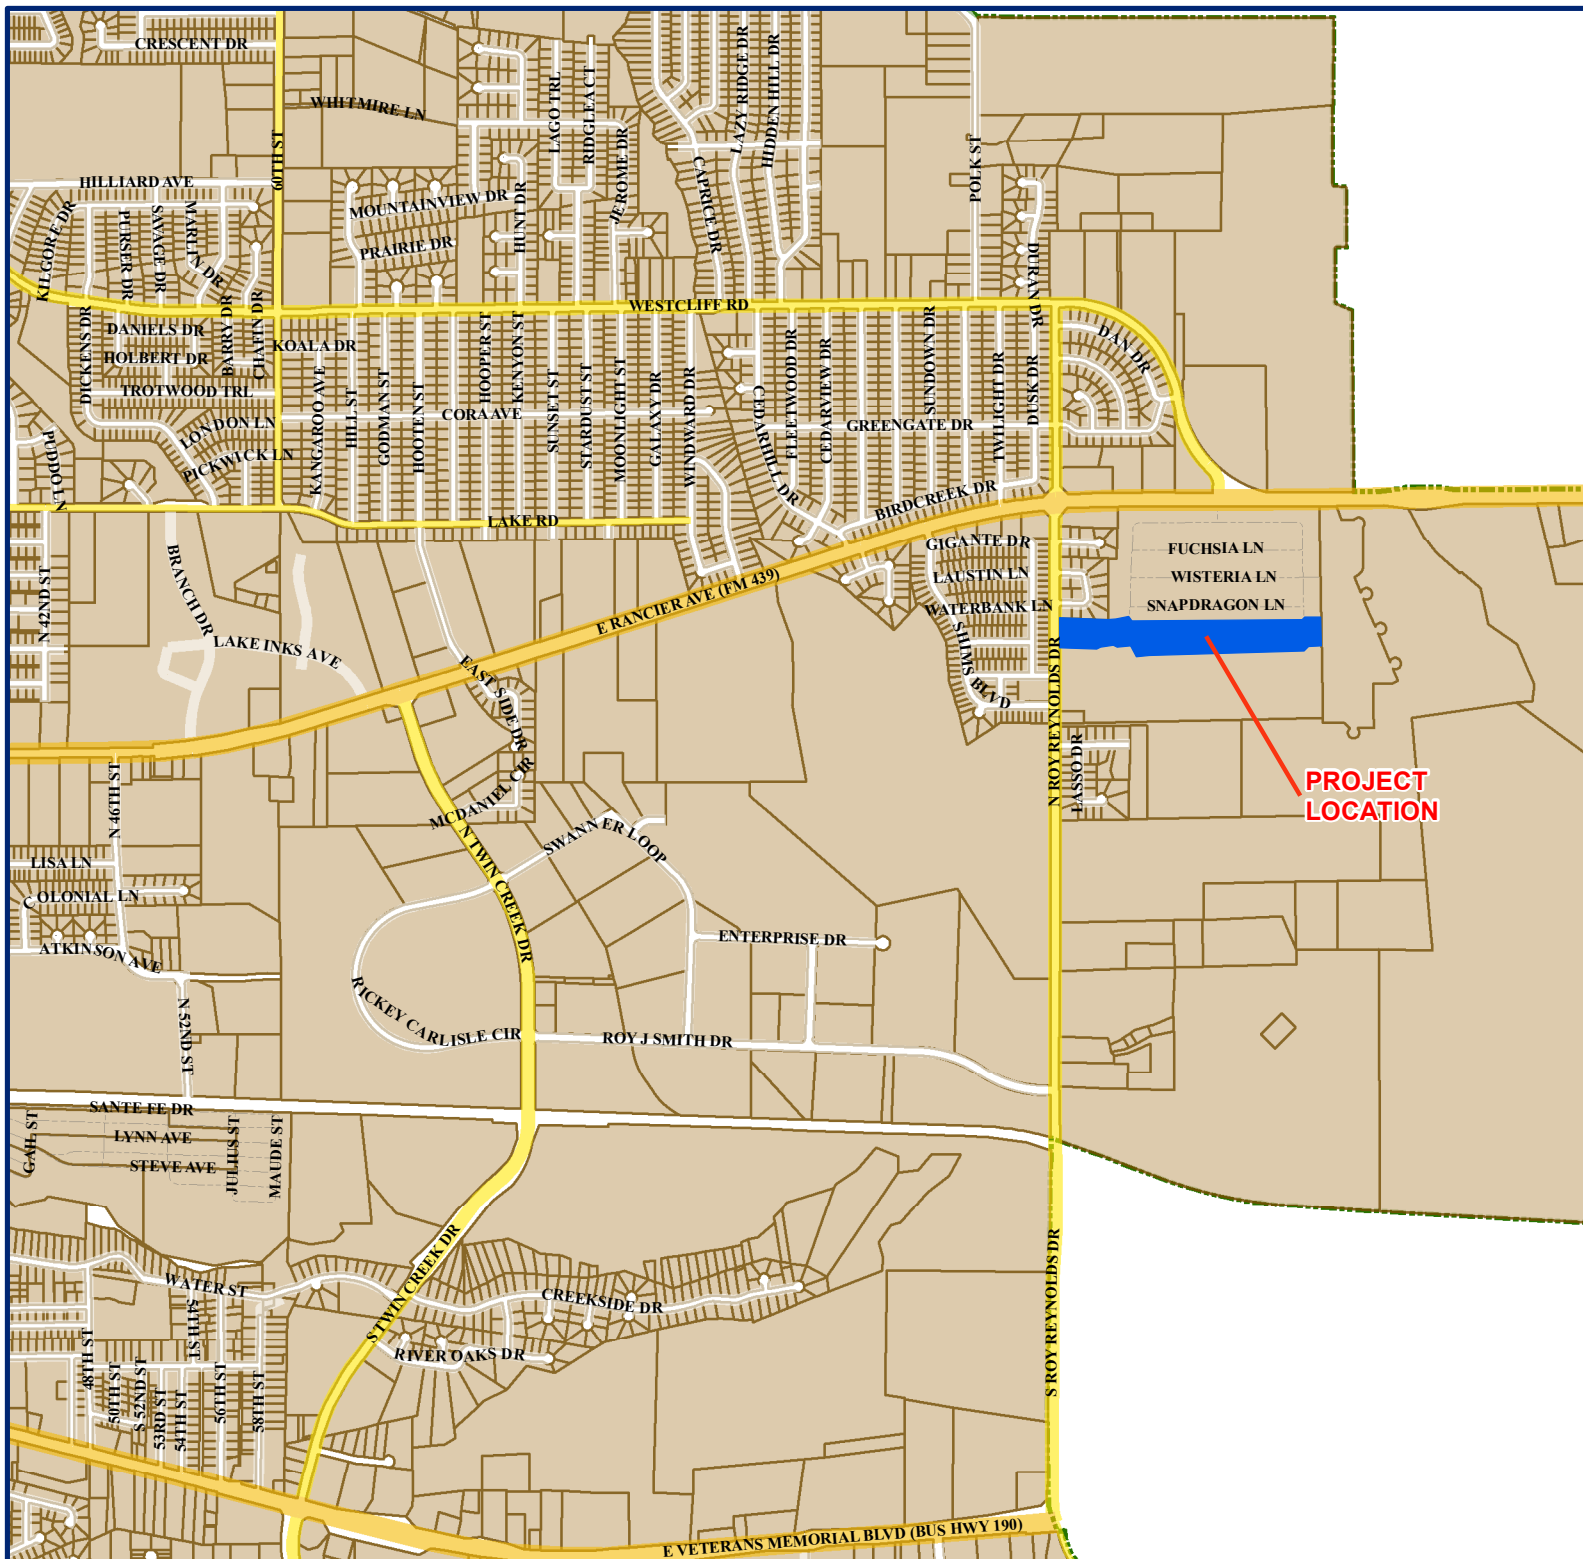 CRESCENT DR
WHITMIRE LN
60TH ST
LAGO TRL
RIDGLEA CT
JEROME DR
LAZY RIDGE DR
HIDDEN HILL DR
CAPRICE DR
POLK ST
HILLIARD AVE
KILGORE DR
PURSER DR
SAVAGE DR
MARLIN DR
MOUNTAINVIEW DR
HUNT DR
PRAIRIE DR
DURAN DR
WESTCLIFF RD
DICKENS DR
DANIELS DR
HOLBERT DR
BARRY DR
CHAFIN DR
KOALA DR
TROTWOOD TRL
LONDON LN
PICKWICK LN
PUDDO LN
KANGAROO AVE
HILL ST
GODMAN ST
HOOTEN ST
HOOPER ST
KENYON ST
CORA AVE
SUNSET ST
STARDUST ST
MOONLIGHT ST
GALAXY DR
WINDWARD DR
CEDARHILL DR
FLEETWOOD DR
CEDARVIEW DR
SUNDOWN DR
GREENGATE DR
TWILIGHT DR
DUSK DR
DAN DR
BIRDCREEK DR
LAKE RD
N 42ND ST
BRANCH DR
LAKE INKS AVE
E RANCIER AVE (FM 439)
EAST SIDE DR
GIGANTE DR
LAUSTIN LN
WATERBANK LN
SHIMS BLVD
N ROY REYNOLDS DR
FUCHSIA LN
WISTERIA LN
SNAPDRAGON LN
LASSO DR
PROJECT
LOCATION
N 46TH ST
MCDANIEL CIR
N TWIN CREEK DR
SWANNER LOOP
LISA LN
COLONIAL LN
ATKINSON AVE
N 52ND ST
ENTERPRISE DR
RICKEY CARLISLE CIR
ROY J SMITH DR
SANTE FE DR
GAIL ST
LYNN AVE
STEVE AVE
JULIUS ST
MAUDE ST
WATER ST
S TWIN CREEK DR
CREEKSIDE DR
RIVER OAKS DR
S ROY REYNOLDS DR
48TH ST
50TH ST
S 52ND ST
53RD ST
54TH ST
54TH ST
56TH ST
58TH ST
E VETERANS MEMORIAL BLVD (BUS HWY 190)